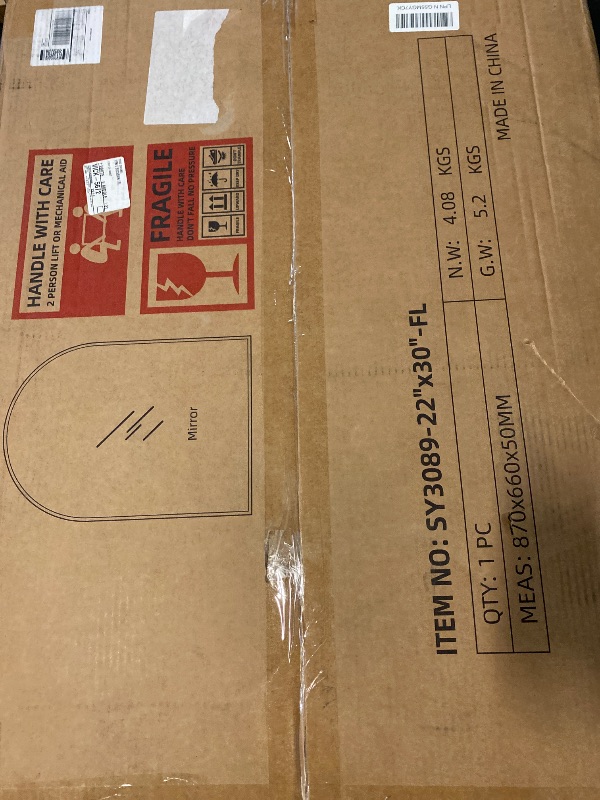 HANDLE WITH CARE
2 PERSON LIFT OR MECHANICAL AID
FRAGILE
HANDLE WITH CARE
DON'T FALL NO PRESSURE
Mirror
ITEM NO: SY3089-22"x30"-FL
QTY: 1 PC
N.W: 4.08 KGS
MEAS: 870x660x50MM
G.W: 5.2 KGS
MADE IN CHINA